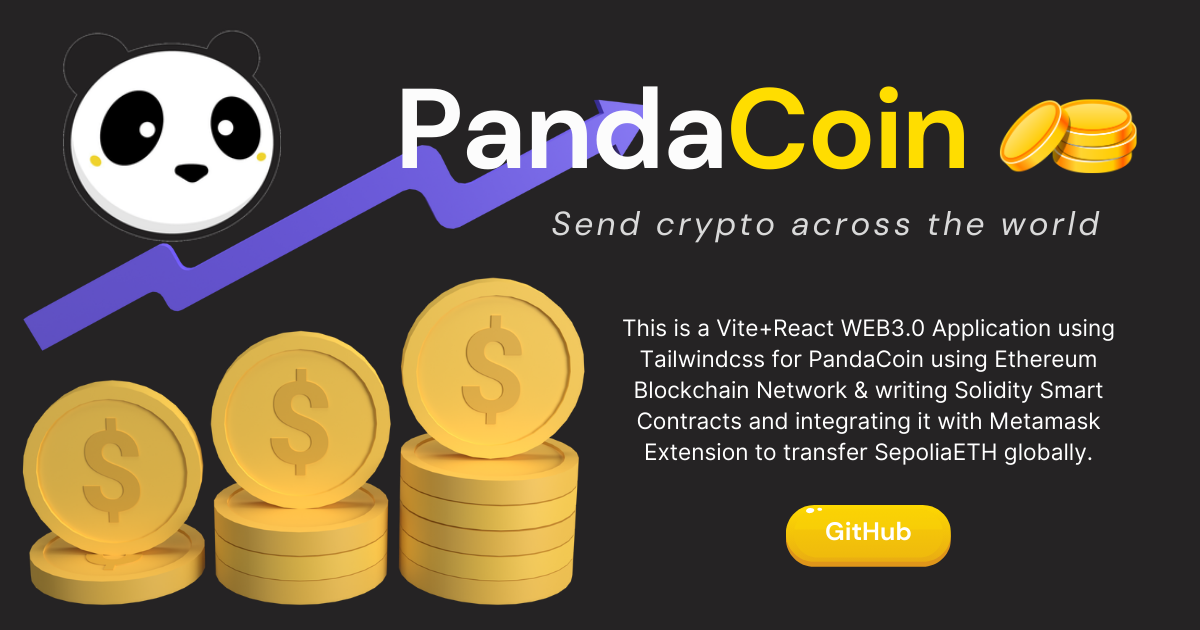 PandaCoin
Send crypto across the world
This is a Vite+React WEB3.0 Application using
Tailwindcss for PandaCoin using Ethereum
Blockchain Network & writing Solidity Smart
Contracts and integrating it with Metamask
Extension to transfer SepoliaETH globally.
GitHub
$
$
$